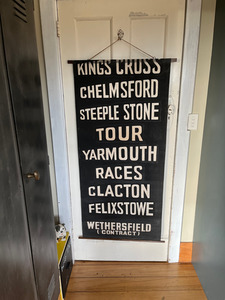 KINGS CROSS
CHELMSFORD
STEEPLE STONE
TOUR
YARMOUTH
RACES
CLACTON
FELIXSTOWE
WETHERSFIELD
(CONTRACT)